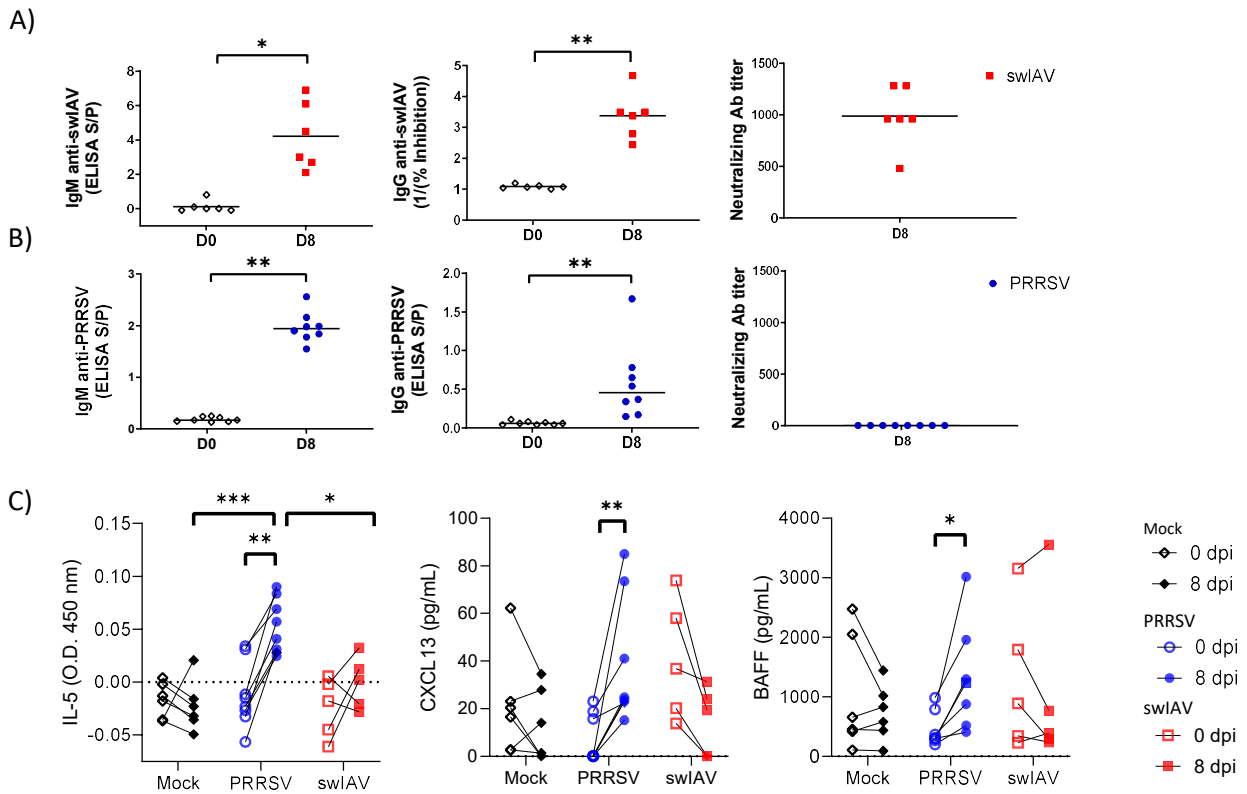 A)
*
IgM anti-swIAV
(ELISA S/P)
8
6
4
2
0
D0
D8
**
IgG anti-swIAV
(1/(% Inhibition))
5
4
3
2
1
0
D0
D8
Neutralizing Ab titer
1500
1000
500
0
D8
swIAV
B)
**
IgM anti-PRRSV
(ELISA S/P)
3
2
1
0
D0
D8
**
IgG anti-PRRSV
(ELISA S/P)
2.0
1.5
1.0
0.5
0.0
D0
D8
Neutralizing Ab titer
1500
1000
500
0
D8
PRRSV
C)
***
*
**
IL-5 (O.D. 450 nm)
0.15
0.10
0.05
0.00
-0.05
Mock
PRRSV
swIAV
**
CXCL13 (pg/mL)
100
80
60
40
20
0
Mock
PRRSV
swIAV
*
BAFF (pg/mL)
4000
3000
2000
1000
0
Mock
PRRSV
swIAV
Mock
0 dpi
8 dpi
PRRSV
0 dpi
8 dpi
swIAV
0 dpi
8 dpi